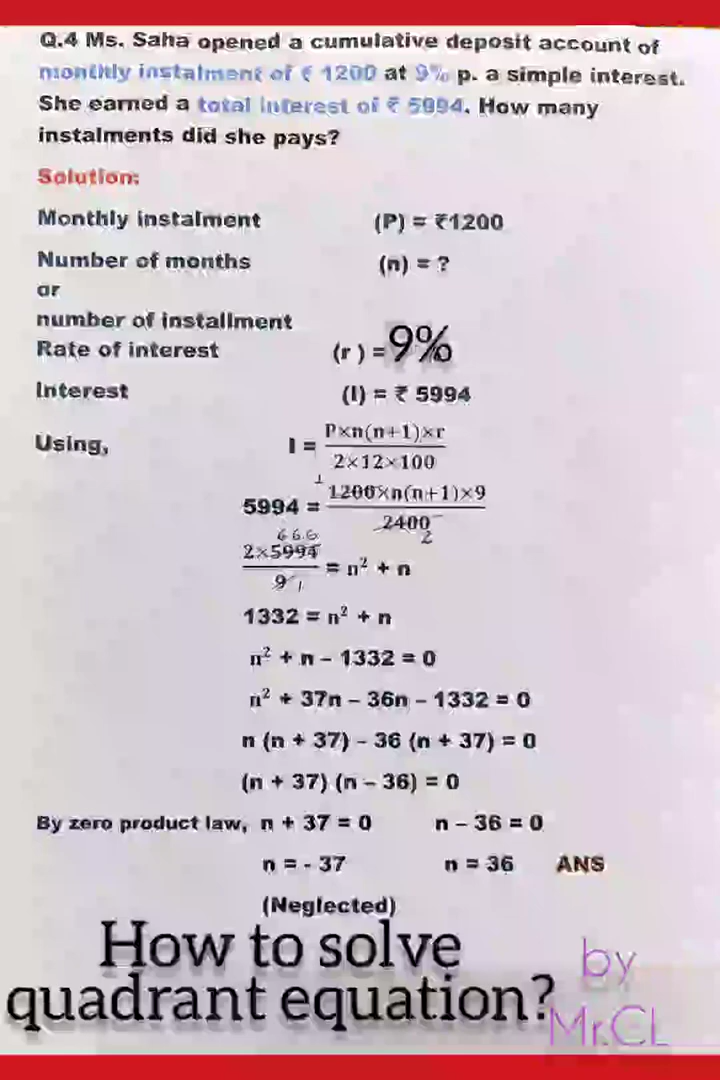 Q.4 Ms. Saha opened a cumulative deposit account of
monthly instalment of ₹ 1200 at 9% p. a simple interest.
She earned a total interest of ₹ 5994. How many
instalments did she pays?
Solution:
Monthly instalment (P) = ₹1200
Number of months (n) = ?
or
number of installment
Rate of interest (r ) = 9%
Interest (I) = ₹ 5994
Using, I = P×n(n+1)×r / 2×12×100
1
5994 = 1200×n(n+1)×9 / 2400
2
666
2×5994 / 9 = n² + n
1
1332 = n² + n
n² + n – 1332 = 0
n² + 37n – 36n – 1332 = 0
n (n + 37) – 36 (n + 37) = 0
(n + 37) (n – 36) = 0
By zero product law, n + 37 = 0 n – 36 = 0
n = - 37 n = 36 ANS
(Neglected)
How to solve
quadrant equation?
by
Mr.CL